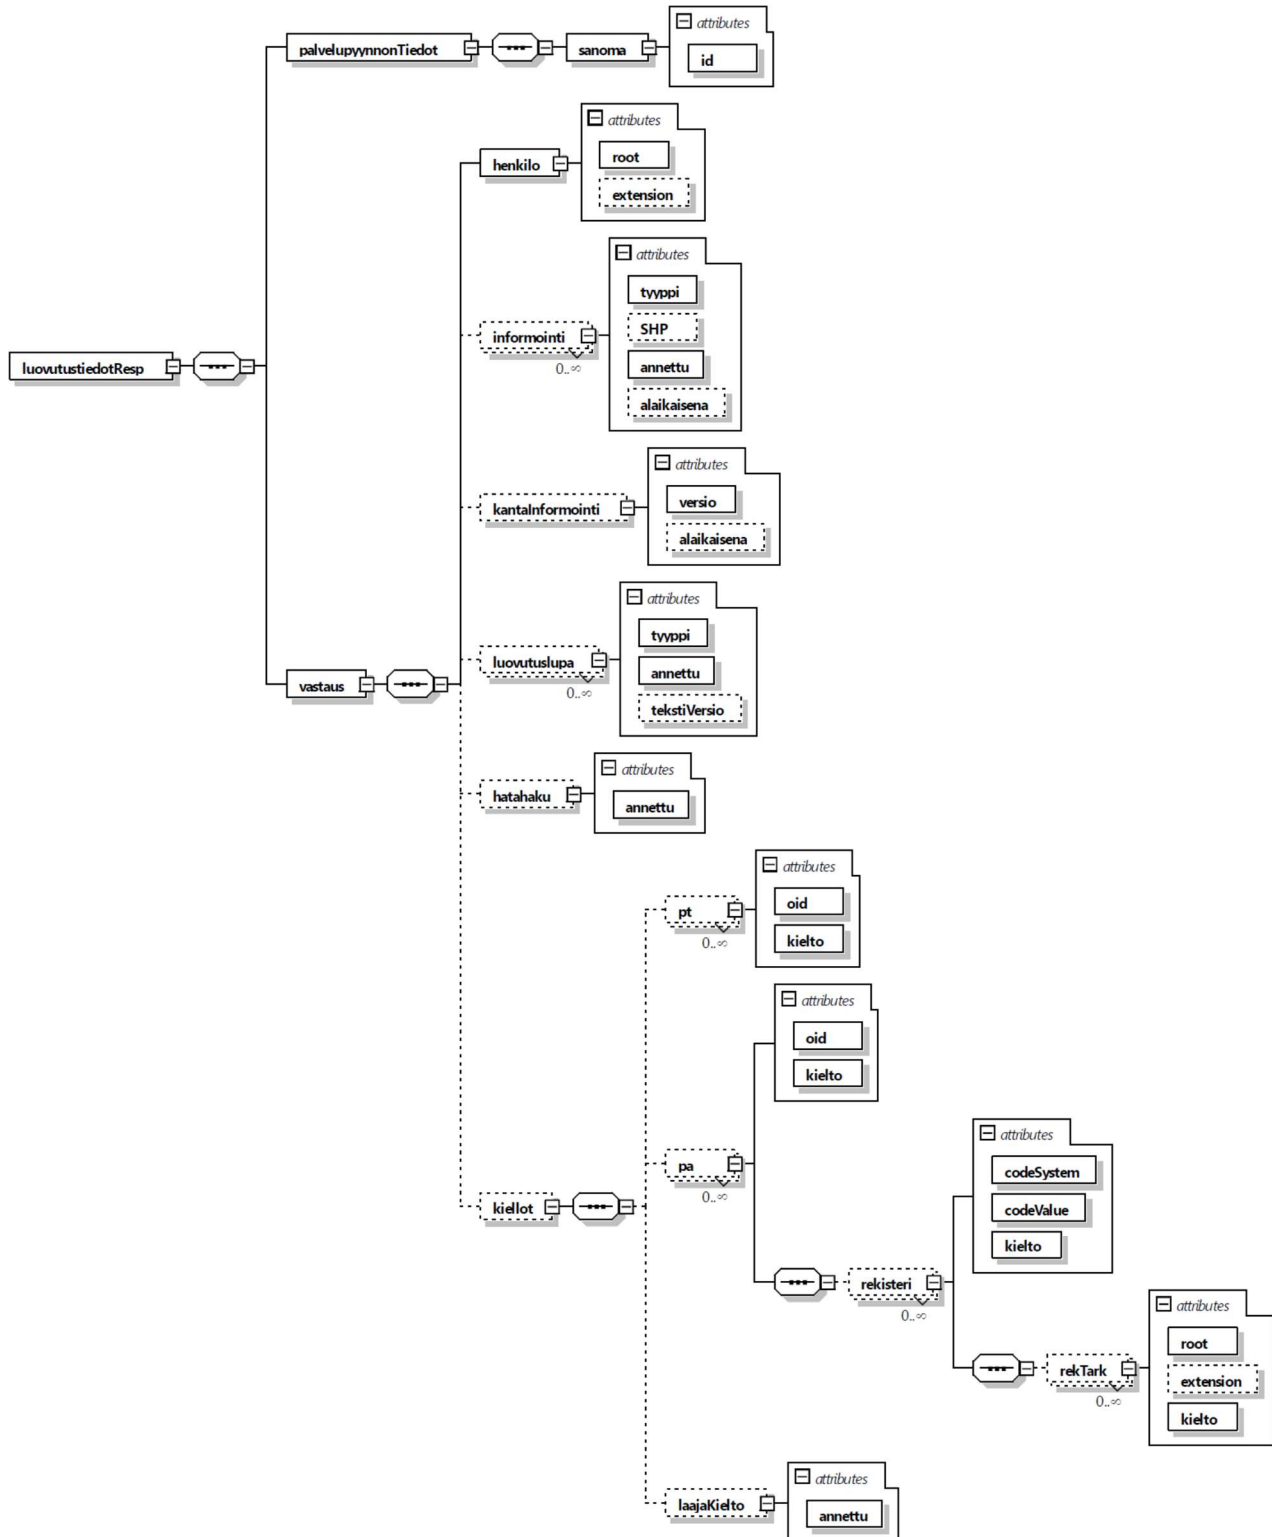 attributes
palvelupyynnonTiedot
sanoma
id
attributes
henkilo
root
extension
attributes
tyyppi
informointi
SHP
0..∞
annettu
luovutustiedotResp
alaikaisena
attributes
versio
kantaInformointi
alaikaisena
attributes
tyyppi
luovutuslupa
annettu
vastaus
0..∞
tekstiVersio
attributes
hatahaku
annettu
attributes
oid
pt
kielto
0..∞
attributes
oid
kielto
attributes
pa
codeSystem
0..∞
kiellot
codeValue
kielto
rekisteri
attributes
0..∞
root
rekTark
extension
0..∞
kielto
attributes
laajaKielto
annettu